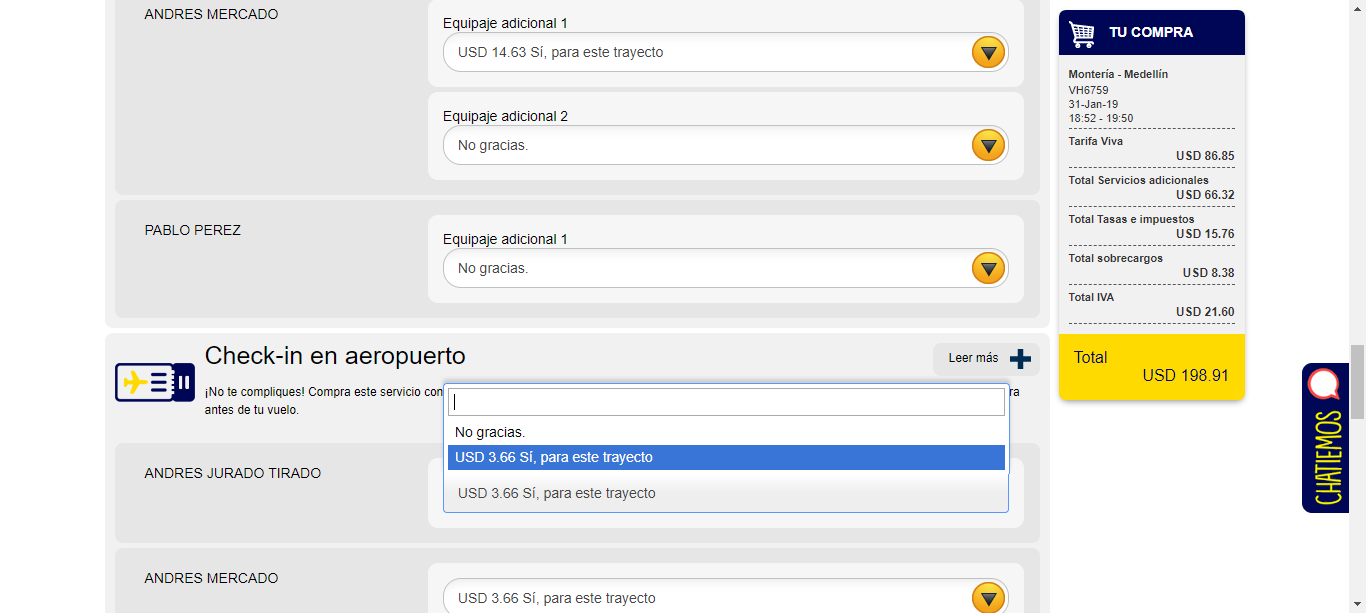 ANDRES MERCADO
Equipaje adicional 1
USD 14.63 Sí, para este trayecto
Equipaje adicional 2
No gracias.
PABLO PEREZ
Equipaje adicional 1
No gracias.
Check-in en aeropuerto
Leer más
¡No te compliques! Compra este servicio con
ra
antes de tu vuelo.
No gracias.
USD 3.66 Sí, para este trayecto
ANDRES JURADO TIRADO
USD 3.66 Sí, para este trayecto
ANDRES MERCADO
USD 3.66 Sí, para este trayecto
TU COMPRA
Montería - Medellín
VH6759
31-Jan-19
18:52 - 19:50
Tarifa Viva
USD 86.85
Total Servicios adicionales
USD 66.32
Total Tasas e impuestos
USD 15.76
Total sobrecargos
USD 8.38
Total IVA
USD 21.60
Total
USD 198.91
CHATIEMOS